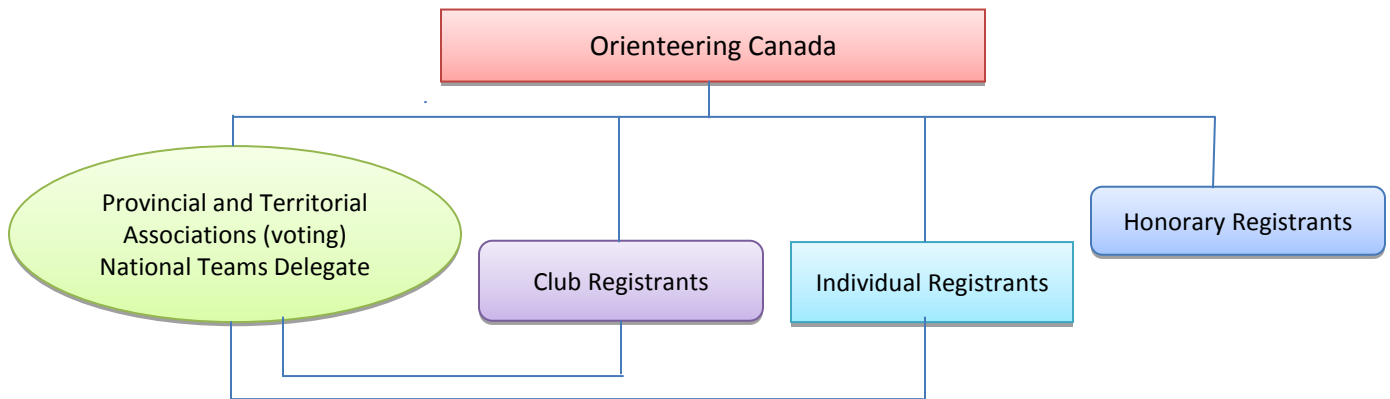 Orienteering Canada
Provincial and Territorial
Associations (voting)
National Teams Delegate
Club Registrants
Individual Registrants
Honorary Registrants